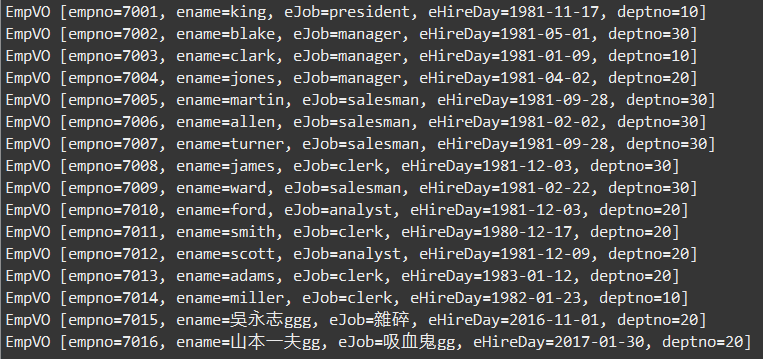 EmpVO [empno=7001, ename=king, eJob=president, eHireDay=1981-11-17, deptno=10]
EmpVO [empno=7002, ename=blake, eJob=manager, eHireDay=1981-05-01, deptno=30]
EmpVO [empno=7003, ename=clark, eJob=manager, eHireDay=1981-01-09, deptno=10]
EmpVO [empno=7004, ename=jones, eJob=manager, eHireDay=1981-04-02, deptno=20]
EmpVO [empno=7005, ename=martin, eJob=salesman, eHireDay=1981-09-28, deptno=30]
EmpVO [empno=7006, ename=allen, eJob=salesman, eHireDay=1981-02-02, deptno=30]
EmpVO [empno=7007, ename=turner, eJob=salesman, eHireDay=1981-09-28, deptno=30]
EmpVO [empno=7008, ename=james, eJob=clerk, eHireDay=1981-12-03, deptno=30]
EmpVO [empno=7009, ename=ward, eJob=salesman, eHireDay=1981-02-22, deptno=30]
EmpVO [empno=7010, ename=ford, eJob=analyst, eHireDay=1981-12-03, deptno=20]
EmpVO [empno=7011, ename=smith, eJob=clerk, eHireDay=1980-12-17, deptno=20]
EmpVO [empno=7012, ename=scott, eJob=analyst, eHireDay=1981-12-09, deptno=20]
EmpVO [empno=7013, ename=adams, eJob=clerk, eHireDay=1983-01-12, deptno=20]
EmpVO [empno=7014, ename=miller, eJob=clerk, eHireDay=1982-01-23, deptno=10]
EmpVO [empno=7015, ename=吳永志ggg, eJob=雜碎, eHireDay=2016-11-01, deptno=20]
EmpVO [empno=7016, ename=山本一夫gg, eJob=吸血鬼gg, eHireDay=2017-01-30, deptno=20]